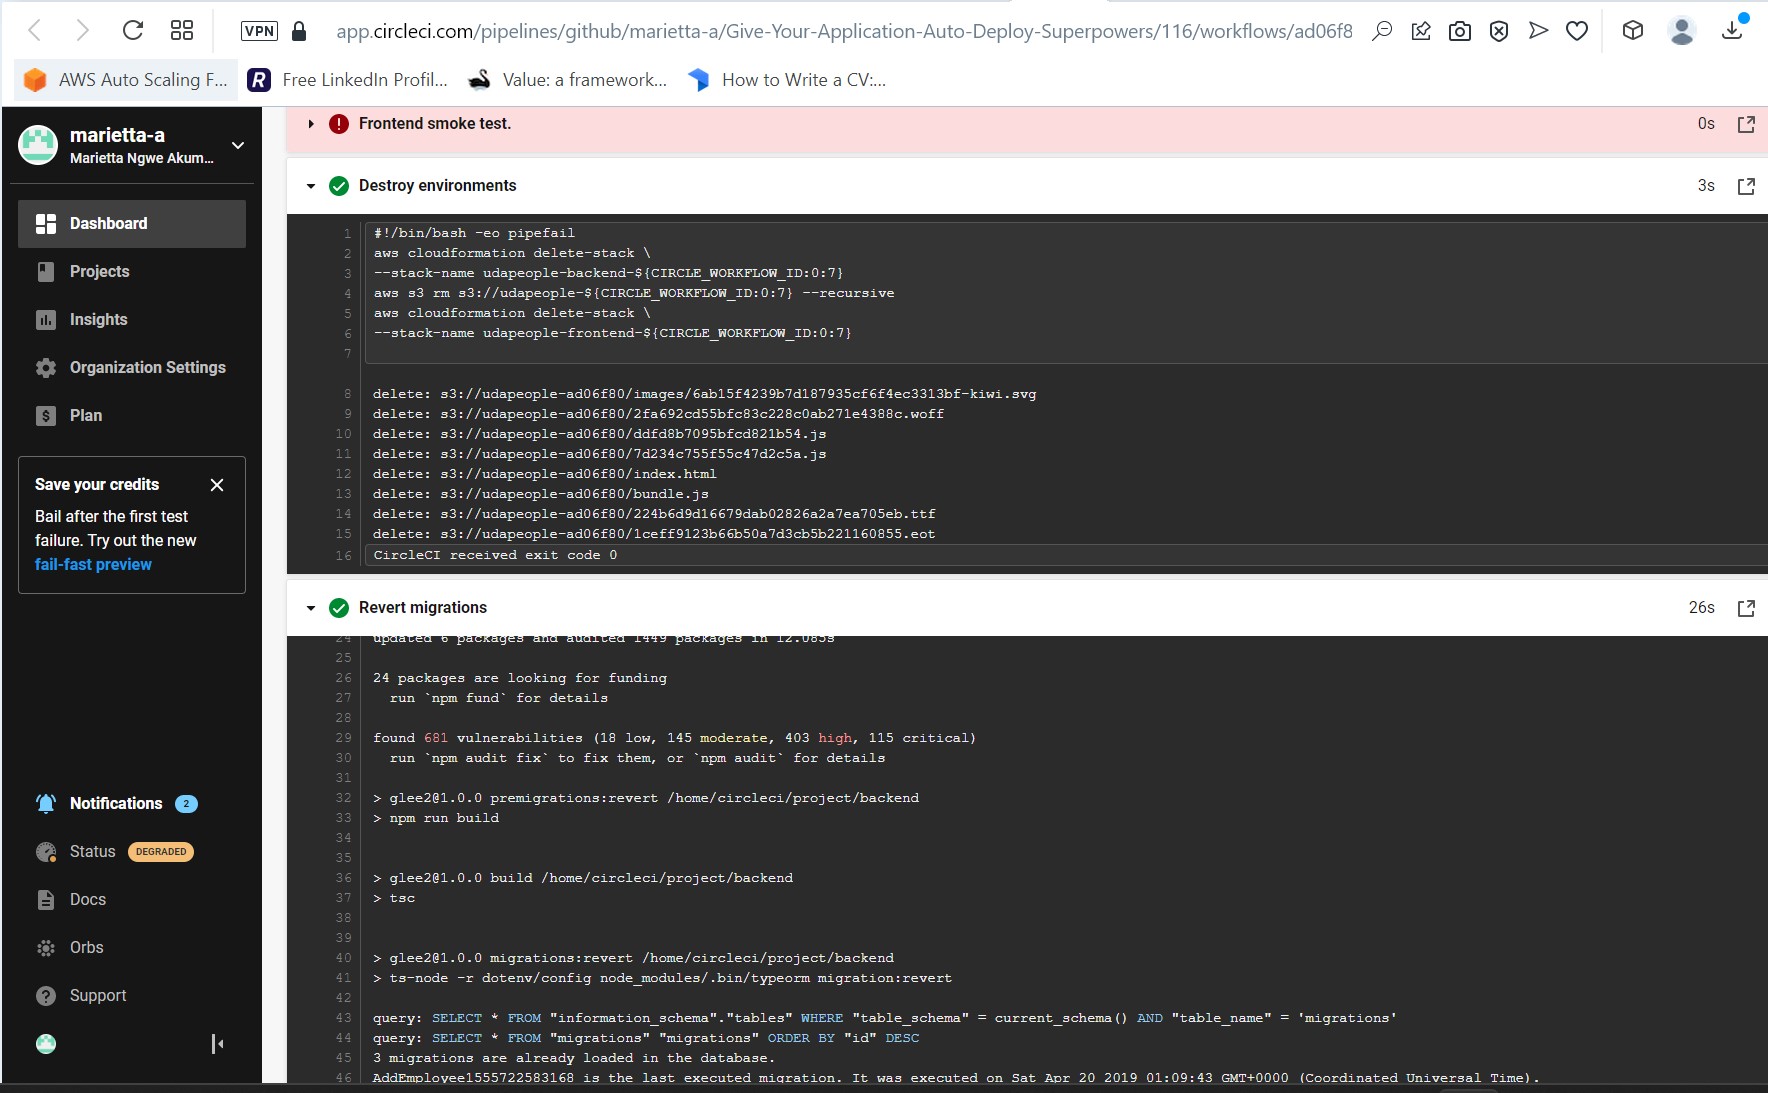 VPN
app.circleci.com/pipelines/github/marietta-a/Give-Your-Application-Auto-Deploy-Superpowers/116/workflows/ad06f8
AWS Auto Scaling F...
Free LinkedIn Profil...
Value: a framework...
How to Write a CV:...
marietta-a
Marietta Ngwe Akum...
Dashboard
Projects
Insights
Organization Settings
Plan
Save your credits
Bail after the first test
failure. Try out the new
fail-fast preview
Notifications 2
Status DEGRADED
Docs
Orbs
Support
Frontend smoke test. 0s
Destroy environments 3s
1 #!/bin/bash -eo pipefail
2 aws cloudformation delete-stack \
3 --stack-name udapeople-backend-${CIRCLE_WORKFLOW_ID:0:7}
4 aws s3 rm s3://udapeople-${CIRCLE_WORKFLOW_ID:0:7} --recursive
5 aws cloudformation delete-stack \
6 --stack-name udapeople-frontend-${CIRCLE_WORKFLOW_ID:0:7}
7
8 delete: s3://udapeople-ad06f80/images/6ab15f4239b7d187935cf6f4ec3313bf-kiwi.svg
9 delete: s3://udapeople-ad06f80/2fa692cd55bfc83c228c0ab271e4388c.woff
10 delete: s3://udapeople-ad06f80/ddfd8b7095bfcd821b54.js
11 delete: s3://udapeople-ad06f80/7d234c755f55c47d2c5a.js
12 delete: s3://udapeople-ad06f80/index.html
13 delete: s3://udapeople-ad06f80/bundle.js
14 delete: s3://udapeople-ad06f80/224b6d9d16679dab02826a2a7ea705eb.ttf
15 delete: s3://udapeople-ad06f80/1ceff9123b66b50a7d3cb5b221160855.eot
16 CircleCI received exit code 0
Revert migrations 26s
24 updated 6 packages and audited 1449 packages in 12.085s
25
26 24 packages are looking for funding
27 run `npm fund` for details
28
29 found 681 vulnerabilities (18 low, 145 moderate, 403 high, 115 critical)
30 run `npm audit fix` to fix them, or `npm audit` for details
31
32 > glee2@1.0.0 premigrations:revert /home/circleci/project/backend
33 > npm run build
34
35
36 > glee2@1.0.0 build /home/circleci/project/backend
37 > tsc
38
39
40 > glee2@1.0.0 migrations:revert /home/circleci/project/backend
41 > ts-node -r dotenv/config node_modules/.bin/typeorm migration:revert
42
43 query: SELECT * FROM "information_schema"."tables" WHERE "table_schema" = current_schema() AND "table_name" = 'migrations'
44 query: SELECT * FROM "migrations" "migrations" ORDER BY "id" DESC
45 3 migrations are already loaded in the database.
46 AddEmployee1555722583168 is the last executed migration. It was executed on Sat Apr 20 2019 01:09:43 GMT+0000 (Coordinated Universal Time).